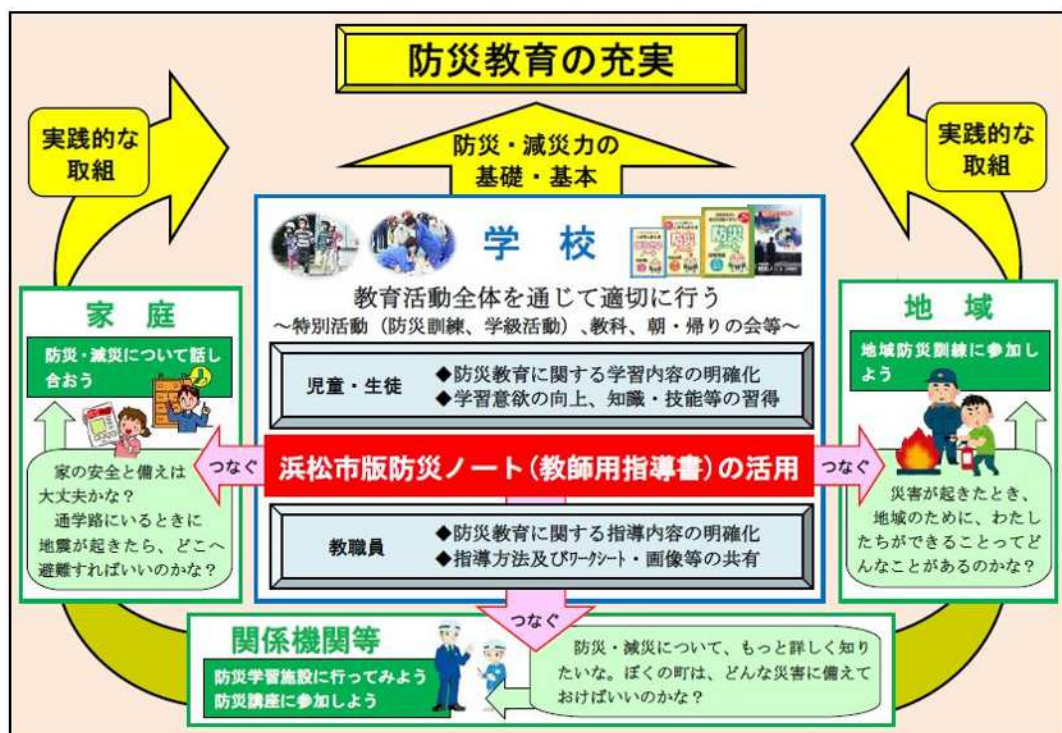 防災教育の充実
実践的な
取組
防災・減災力の
基礎・基本
実践的な
取組
学 校
防災
ノート
教育活動全体を通じて適切に行う
～特別活動（防災訓練、学級活動）、教科、朝・帰りの会等～
児童・生徒
◆防災教育に関する学習内容の明確化
◆学習意欲の向上、知識・技能等の習得
つなぐ
浜松市版防災ノート（教師用指導書）の活用
つなぐ
教職員
◆防災教育に関する指導内容の明確化
◆指導方法及びﾜｰｸｼｰﾄ・画像等の共有
つなぐ
家 庭
防災・減災について話し
合おう
家の安全と備えは
大丈夫かな？
通学路にいるときに
地震が起きたら、どこへ
避難すればいいのかな？
地 域
地域防災訓練に参加し
よう
災害が起きたとき、
地域のために、わたし
たちができることってど
んなことがあるのかな？
関係機関等
防災学習施設に行ってみよう
防災講座に参加しよう
防災・減災について、もっと詳しく知り
たいな。ぼくの町は、どんな災害に備えて
おけばいいのかな？